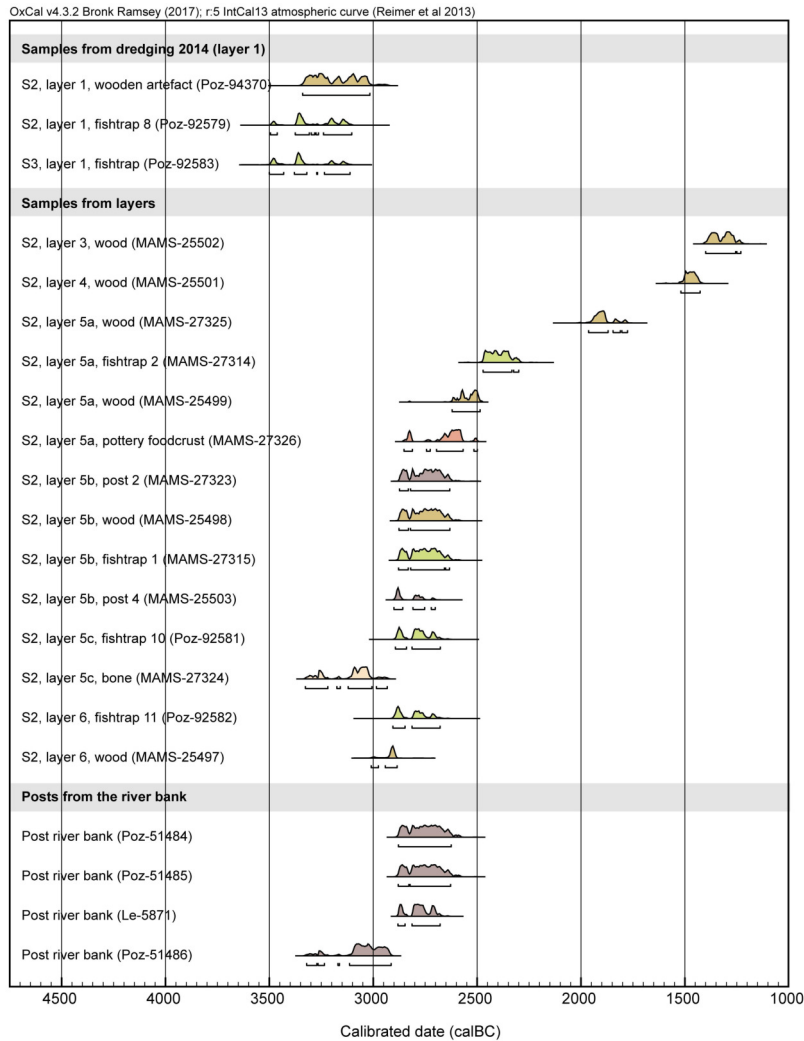 OxCal v4.3.2 Bronk Ramsey (2017); r:5 IntCal13 atmospheric curve (Reimer et al 2013)
Samples from dredging 2014 (layer 1)
S2, layer 1, wooden artefact (Poz-94370)
S2, layer 1, fishtrap 8 (Poz-92579)
S3, layer 1, fishtrap (Poz-92583)
Samples from layers
S2, layer 3, wood (MAMS-25502)
S2, layer 4, wood (MAMS-25501)
S2, layer 5a, wood (MAMS-27325)
S2, layer 5a, fishtrap 2 (MAMS-27314)
S2, layer 5a, wood (MAMS-25499)
S2, layer 5a, pottery foodcrust (MAMS-27326)
S2, layer 5b, post 2 (MAMS-27323)
S2, layer 5b, wood (MAMS-25498)
S2, layer 5b, fishtrap 1 (MAMS-27315)
S2, layer 5b, post 4 (MAMS-25503)
S2, layer 5c, fishtrap 10 (Poz-92581)
S2, layer 5c, bone (MAMS-27324)
S2, layer 6, fishtrap 11 (Poz-92582)
S2, layer 6, wood (MAMS-25497)
Posts from the river bank
Post river bank (Poz-51484)
Post river bank (Poz-51485)
Post river bank (Le-5871)
Post river bank (Poz-51486)
4500 4000 3500 3000 2500 2000 1500 1000
Calibrated date (calBC)